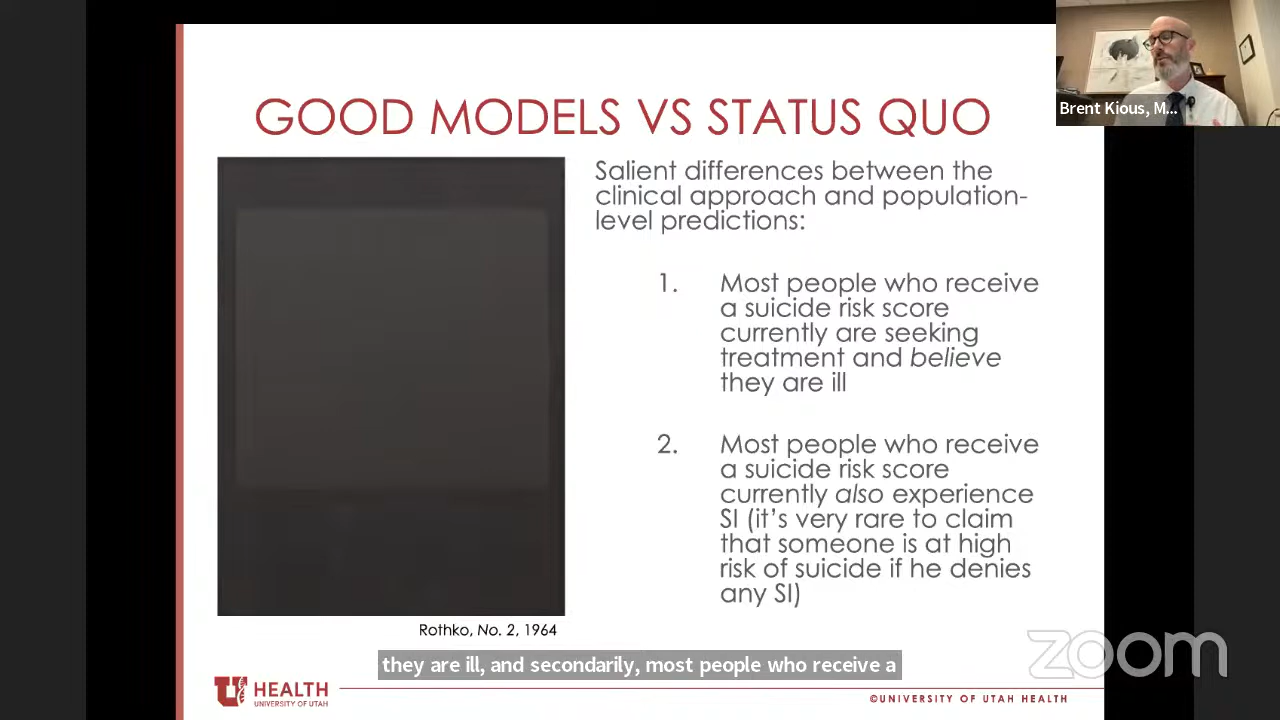 Brent Kious, M...
GOOD MODELS VS STATUS QUO
Salient differences between the
clinical approach and population-
level predictions:
1. Most people who receive
a suicide risk score
currently are seeking
treatment and believe
they are ill
2. Most people who receive
a suicide risk score
currently also experience
SI (it’s very rare to claim
that someone is at high
risk of suicide if he denies
any SI)
Rothko, No. 2, 1964
they are ill, and secondarily, most people who receive a
zoom
U HEALTH
UNIVERSITY OF UTAH
©UNIVERSITY OF UTAH HEALTH